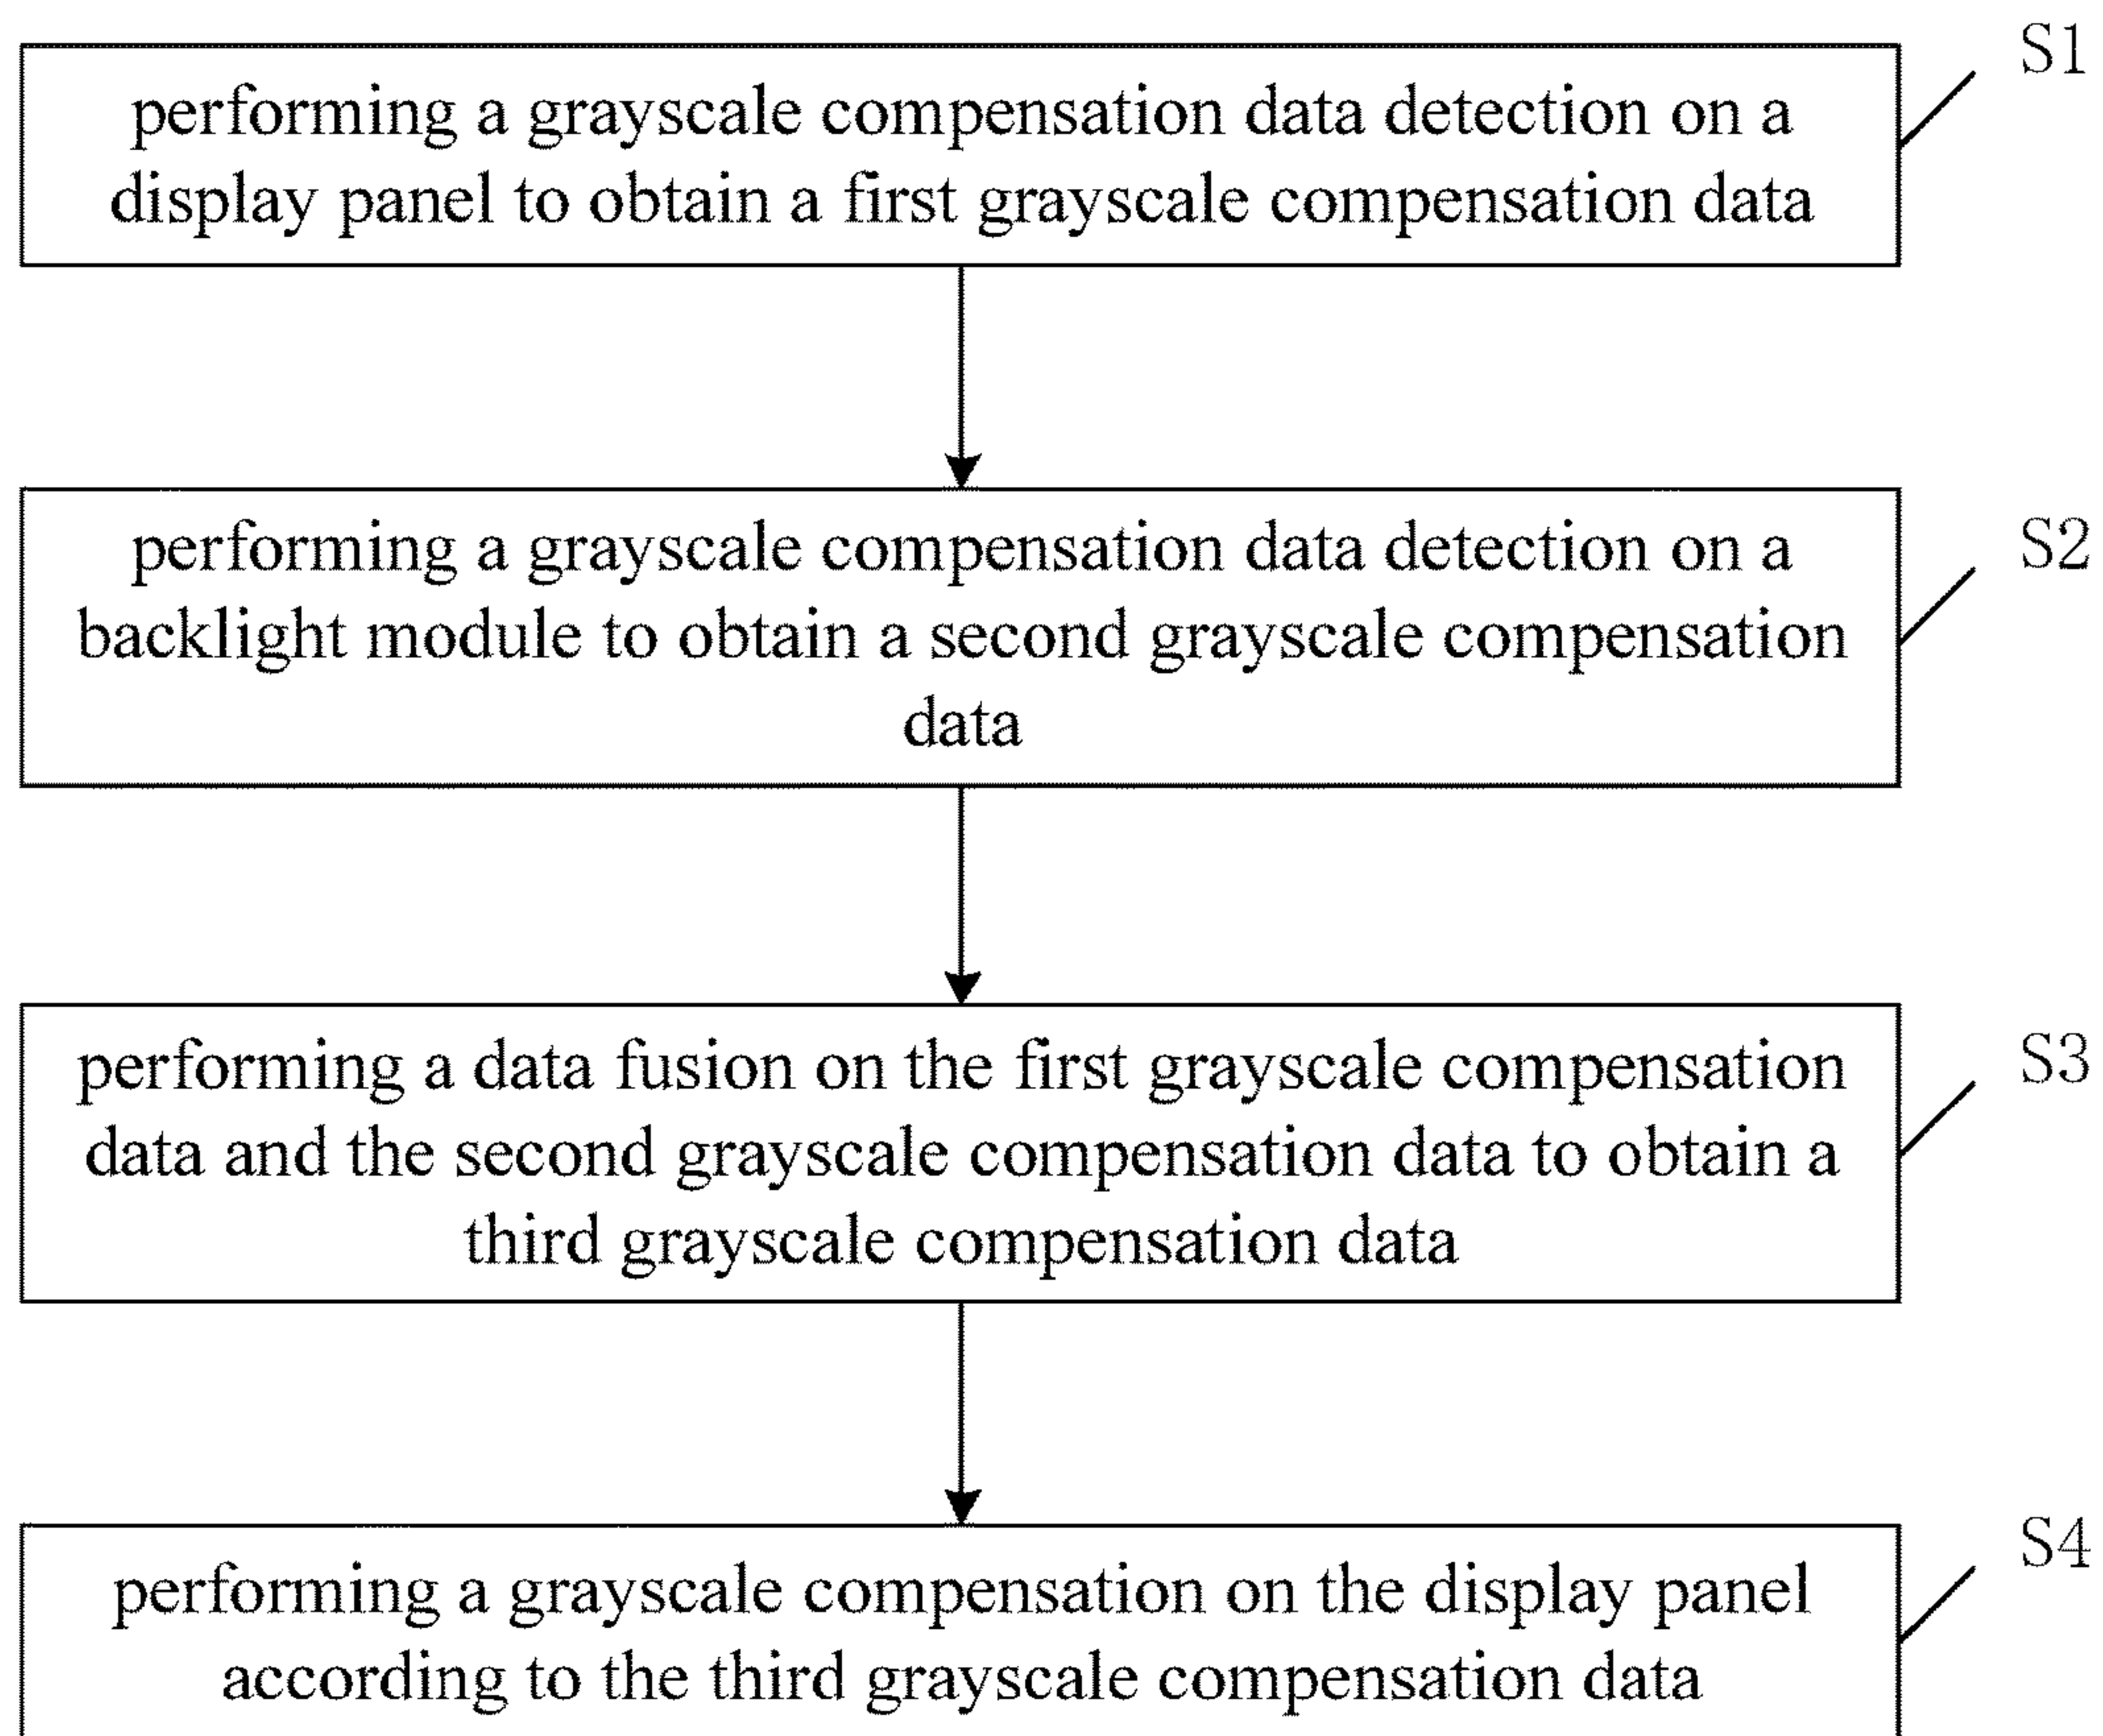 S1
performing a grayscale compensation data detection on a
display panel to obtain a first grayscale compensation data
S2
performing a grayscale compensation data detection on a
backlight module to obtain a second grayscale compensation
data
S3
performing a data fusion on the first grayscale compensation
data and the second grayscale compensation data to obtain a
third grayscale compensation data
S4
performing a grayscale compensation on the display panel
according to the third grayscale compensation data